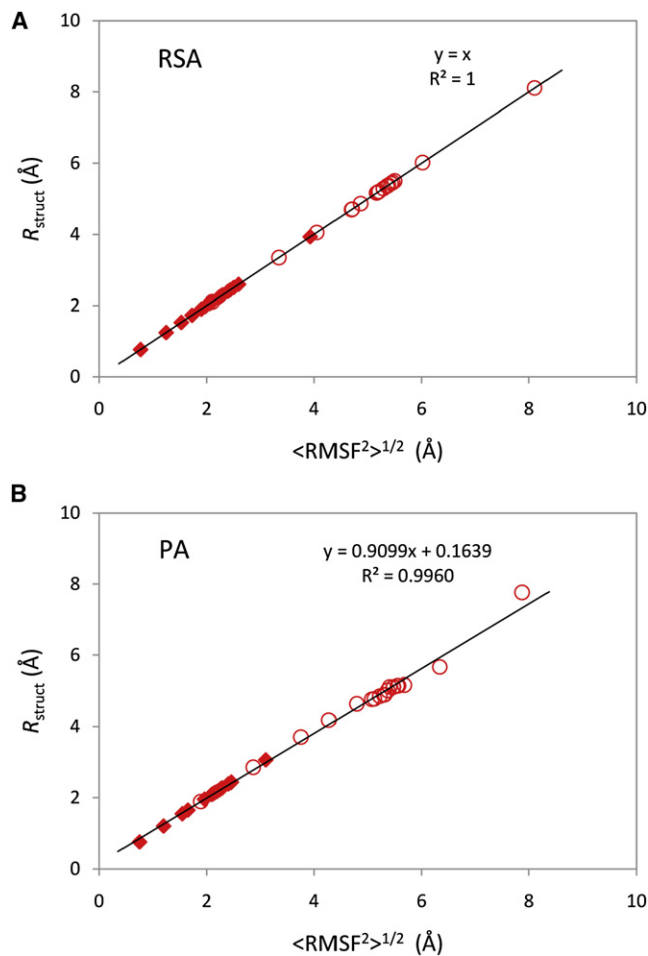 A
RSA
y = x
R² = 1
R_struct (Å)
10
8
6
4
2
0
0 2 4 6 8 10
<RMSF²>^1/2 (Å)
B
PA
y = 0.9099x + 0.1639
R² = 0.9960
R_struct (Å)
10
8
6
4
2
0
0 2 4 6 8 10
<RMSF²>^1/2 (Å)